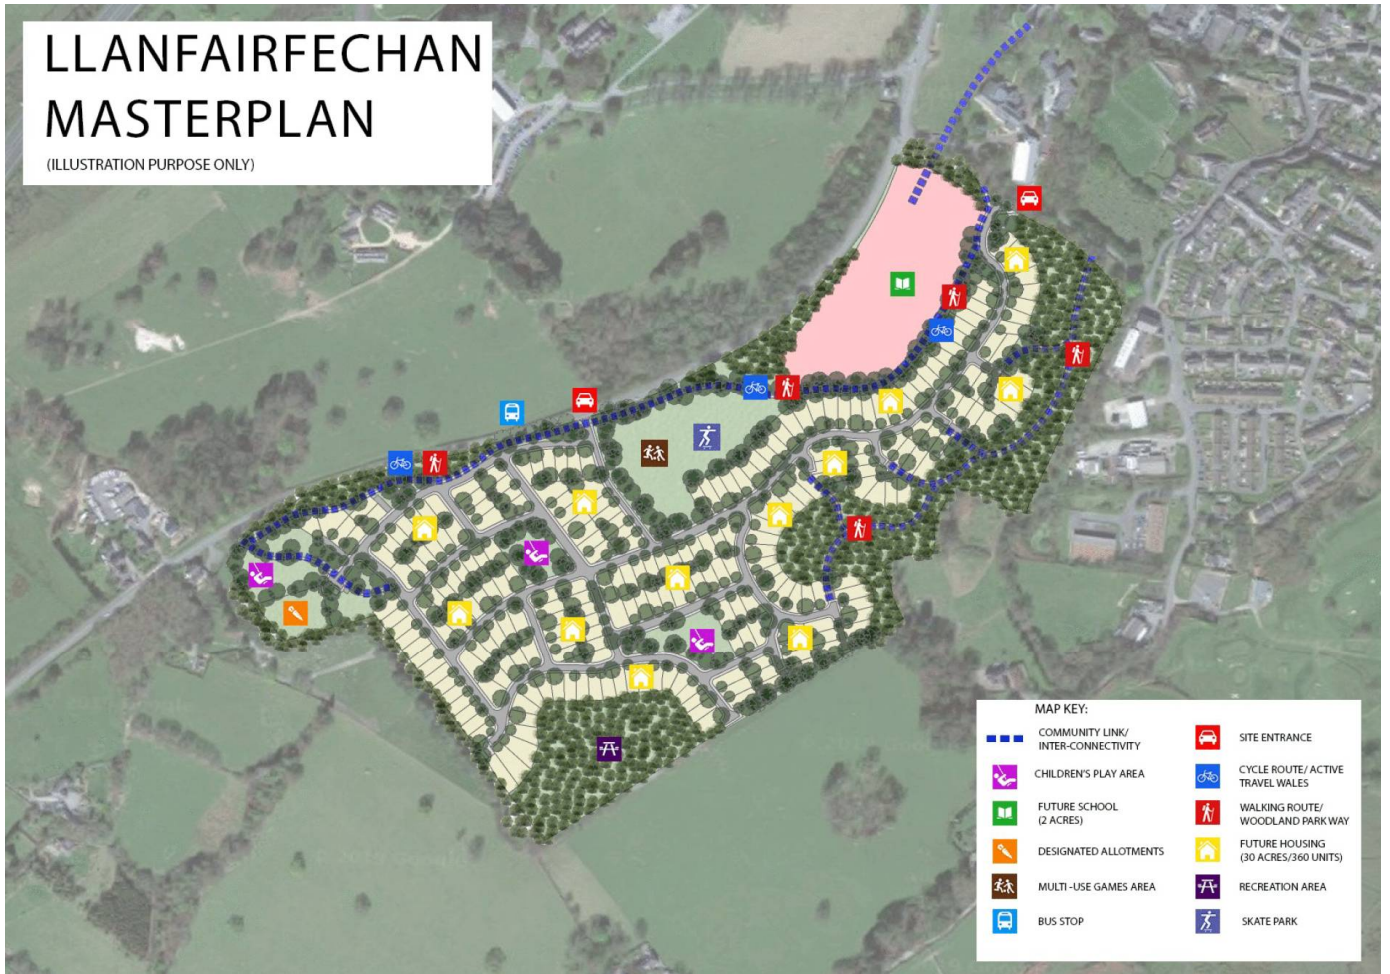 LLANFAIRFECHAN
MASTERPLAN
(ILLUSTRATION PURPOSE ONLY)
MAP KEY:
COMMUNITY LINK/
INTER-CONNECTIVITY
CHILDREN'S PLAY AREA
FUTURE SCHOOL
(2 ACRES)
DESIGNATED ALLOTMENTS
MULTI -USE GAMES AREA
BUS STOP
SITE ENTRANCE
CYCLE ROUTE/ ACTIVE
TRAVEL WALES
WALKING ROUTE/
WOODLAND PARK WAY
FUTURE HOUSING
(30 ACRES/360 UNITS)
RECREATION AREA
SKATE PARK